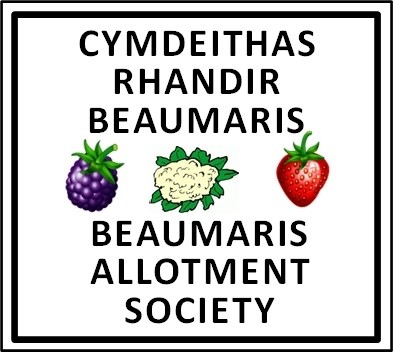 CYMDEITHAS
RHANDIR
BEAUMARIS
BEAUMARIS
ALLOTMENT
SOCIETY